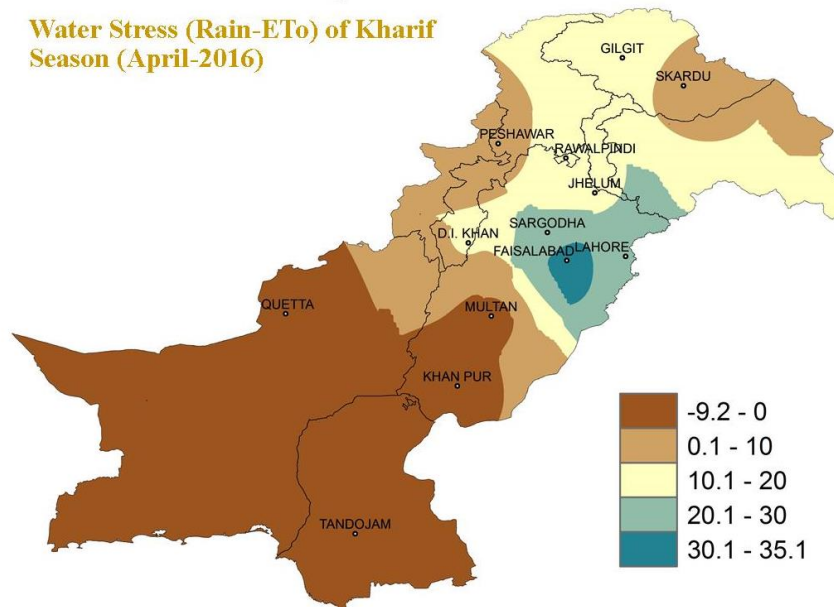 Water Stress (Rain-ETo) of Kharif
Season (April-2016)
GILGIT
SKARDU
PESHAWAR
RAWALPINDI
JHELUM
SARGODHA
D.I. KHAN
FAISALABAD
LAHORE
QUETTA
MULTAN
KHAN PUR
TANDOJAM
-9.2 - 0
0.1 - 10
10.1 - 20
20.1 - 30
30.1 - 35.1